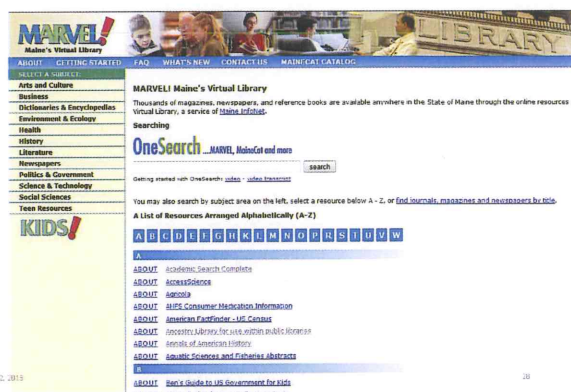 MARVEL!
Maine's Virtual Library
LIBRARY
ABOUT GETTING STARTED FAQ WHAT'S NEW CONTACT US MAINECAT CATALOG
SELECT A SUBJECT:
Arts and Culture
Business
Dictionaries & Encyclopedias
Environment & Ecology
Health
History
Literature
Newspapers
Politics & Government
Science & Technology
Social Sciences
Teen Resources
KIDS!
MARVEL! Maine's Virtual Library
Thousands of magazines, newspapers, and reference books are available anywhere in the State of Maine through the online resources
Virtual Library, a service of Maine InfoNet.
Searching
OneSearch ....MARVEL, MaineCat and more
search
Getting started with OneSearch: video - video transcript
You may also search by subject area on the left, select a resource below A - Z, or find journals, magazines and newspapers by title.
A List of Resources Arranged Alphabetically (A-Z)
A B C D E F G H K L M N O P R S T U V W
A
ABOUT Academic Search Complete
ABOUT AccessScience
ABOUT Agricola
ABOUT AHFS Consumer Medication Information
ABOUT American FactFinder - US Census
ABOUT Ancestry Library for use within public libraries
ABOUT Annals of American History
ABOUT Aquatic Sciences and Fisheries Abstracts
B
ABOUT Ben's Guide to US Government for Kids
2, 2015
28